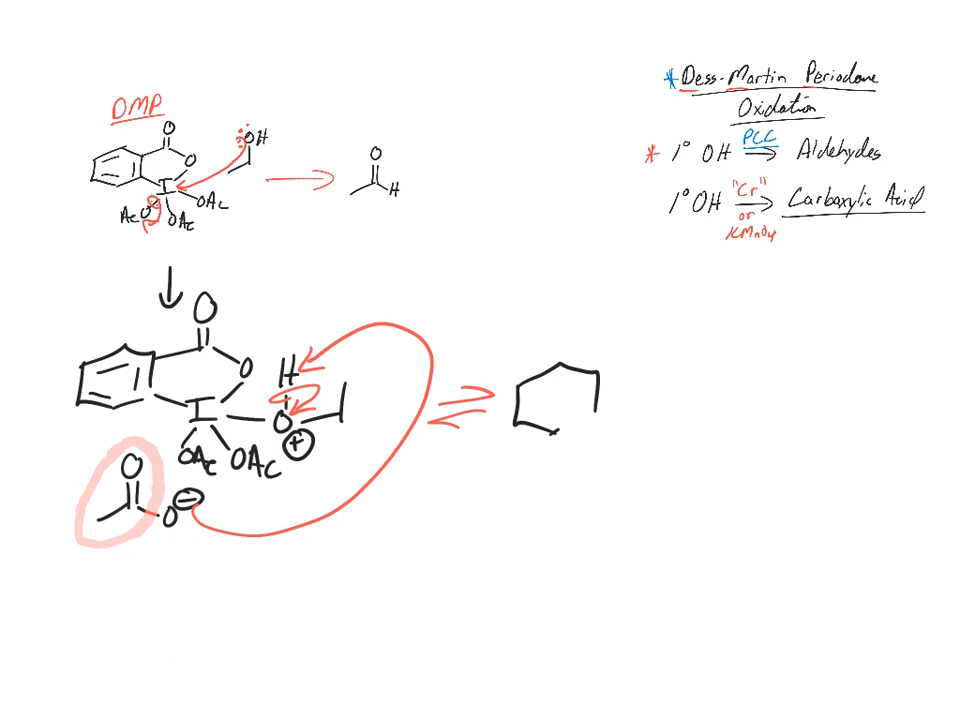 *Dess-Martin Periodane
Oxidation
* 1° OH PCC ⇒ Aldehydes
1° OH "Cr" or KMnO4 ⇒ Carboxylic Acid
DMP
O
OH
O
I
OAc
AcO
OAc
O
H
O
O
H
I
O
+
OAc
OAc
O
O
−